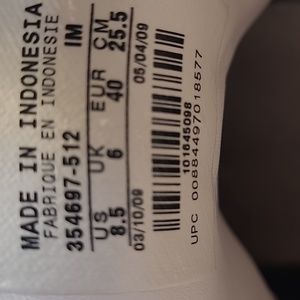 MADE IN INDONESIA
FABRIQUE EN INDONESIE
354697-512 IM
US UK EUR CM
8.5 6 40 25.5
03/10/09 05/04/09
101845098
UPC 00884497018577